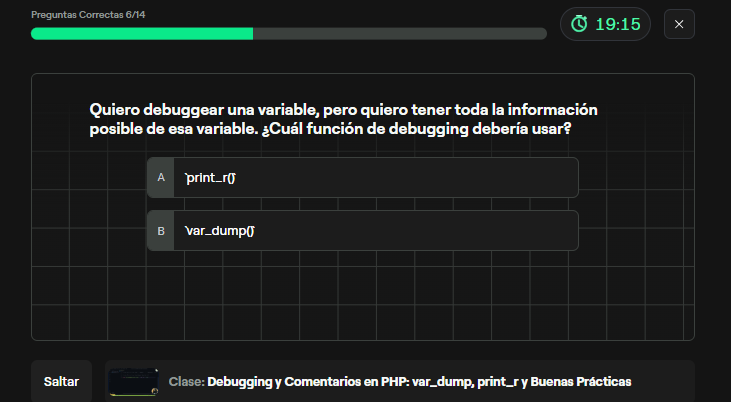 Preguntas Correctas 6/14
19:15
Quiero debuggear una variable, pero quiero tener toda la información
posible de esa variable. ¿Cuál función de debugging debería usar?
A `print_r()`
B `var_dump()`
Saltar
Clase: Debugging y Comentarios en PHP: var_dump, print_r y Buenas Prácticas